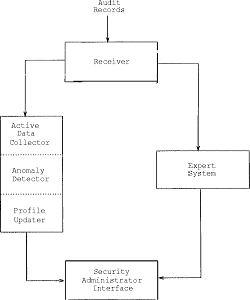 Audit
Records
Receiver
Active
Data
Collector
Anomaly
Detector
Profile
Updater
Expert
System
Security
Administrator
Interface